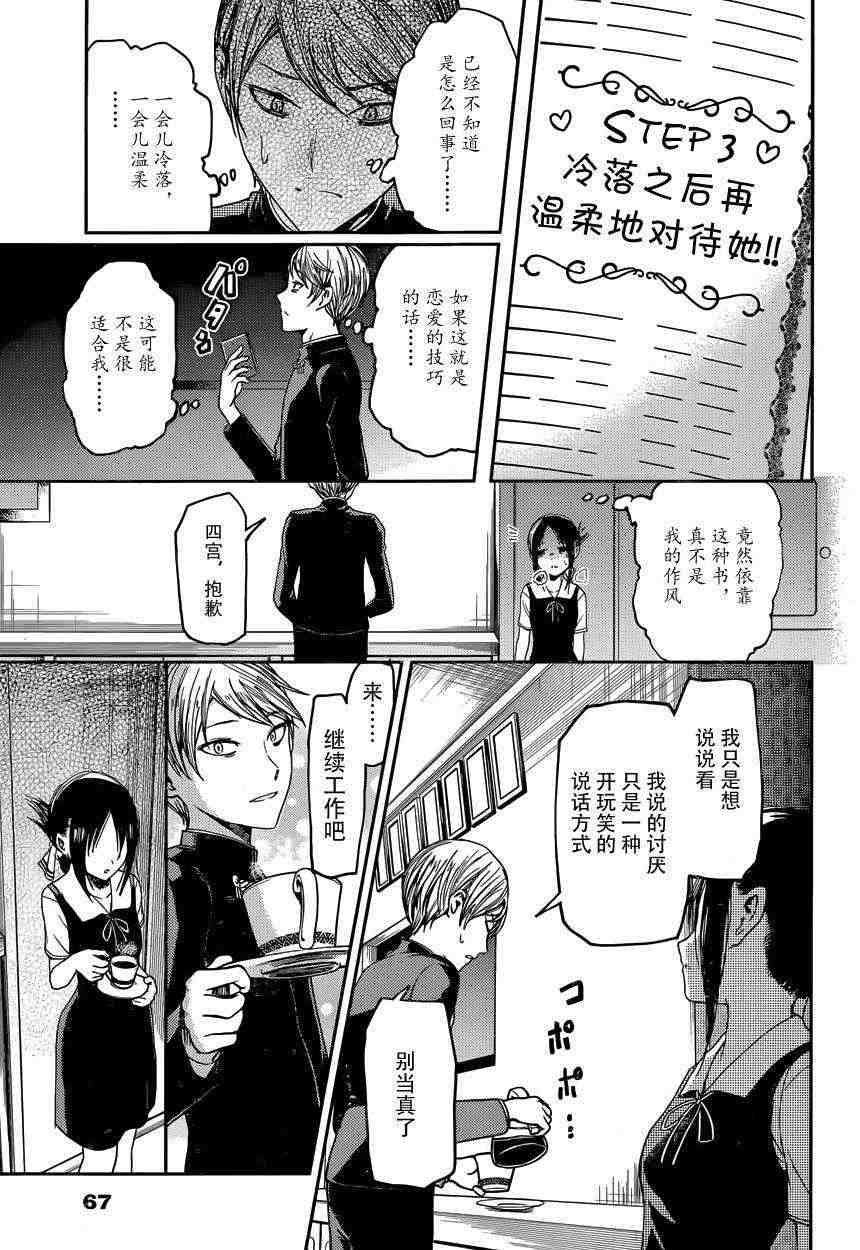 STEP 3
冷落之后再
温柔地对待她!!
已经不知道
是怎么回事了……
一会儿冷落，
一会儿温柔
……
如果这就是
恋爱的技巧
的话……
这可能
不是很
适合我
……
パタン
竟然依靠
这种书，
真不是
我的作风
四宫，抱歉
我只是想
说说看
我说的讨厌
只是一种
开玩笑的
说话方式
コポポ…
别当真了
来……
继续工作吧
67